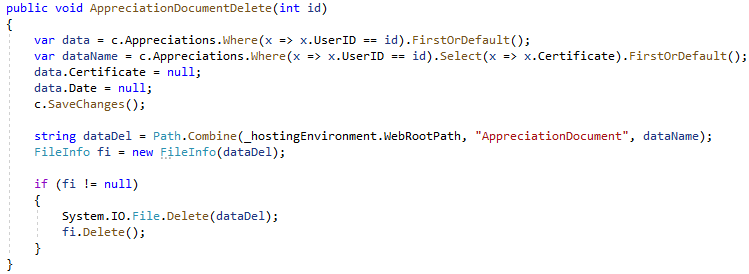 public void AppreciationDocumentDelete(int id)
{
var data = c.Appreciations.Where(x => x.UserID == id).FirstOrDefault();
var dataName = c.Appreciations.Where(x => x.UserID == id).Select(x => x.Certificate).FirstOrDefault();
data.Certificate = null;
data.Date = null;
c.SaveChanges();
string dataDel = Path.Combine(_hostingEnvironment.WebRootPath, "AppreciationDocument", dataName);
FileInfo fi = new FileInfo(dataDel);
if (fi != null)
{
System.IO.File.Delete(dataDel);
fi.Delete();
}
}